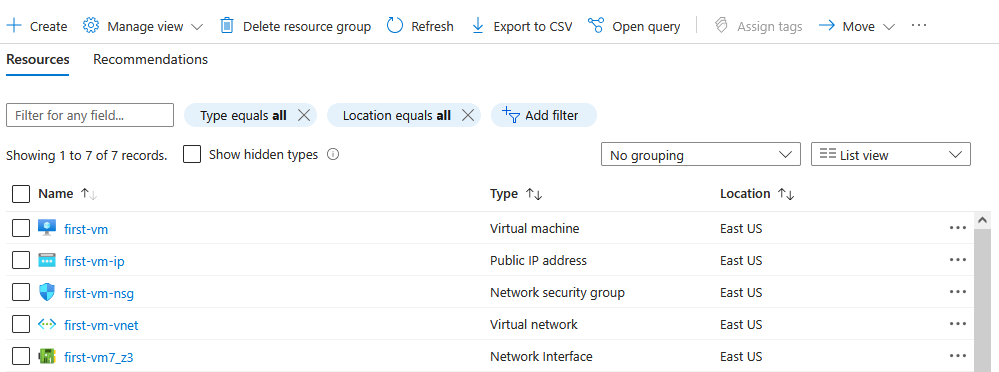 Create Manage view Delete resource group Refresh Export to CSV Open query Assign tags Move ...
Resources Recommendations
Filter for any field... Type equals all Location equals all Add filter
Showing 1 to 7 of 7 records. Show hidden types No grouping List view
Name Type Location
first-vm Virtual machine East US ...
first-vm-ip Public IP address East US ...
first-vm-nsg Network security group East US ...
first-vm-vnet Virtual network East US ...
first-vm7_z3 Network Interface East US ...